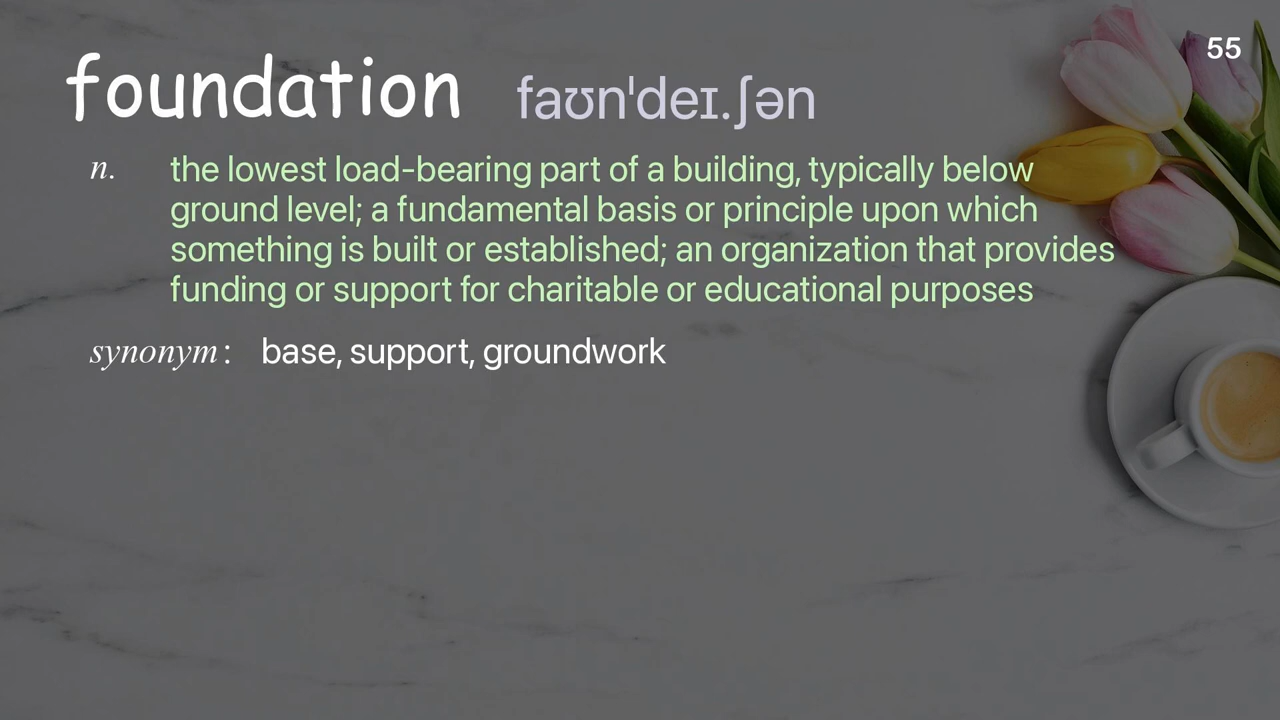 55
foundation faʊnˈdeɪ.ʃən
n. the lowest load-bearing part of a building, typically below
ground level; a fundamental basis or principle upon which
something is built or established; an organization that provides
funding or support for charitable or educational purposes
synonym: base, support, groundwork